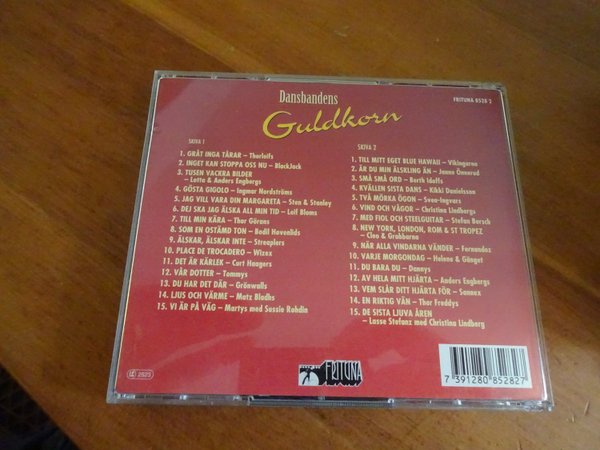 Dansbandens
Guldkorn
FRITUNA 8528 2
SKIVA 1
1. GRÅT INGA TÅRAR – Thorleifs
2. INGET KAN STOPPA OSS NU – BlackJack
3. TUSEN VACKRA BILDER
– Lotta & Anders Engbergs
4. GÖSTA GIGOLO – Ingmar Nordströms
5. JAG VILL VARA DIN MARGARETA – Sten & Stanley
6. DEJ SKA JAG ÄLSKA ALL MIN TID – Leif Bloms
7. TILL MIN KÄRA – Thor Görans
8. SOM EN OSTÄMD TON – Bodil Hovenlids
9. ÄLSKAR, ÄLSKAR INTE – Streaplers
10. PLACE DE TROCADERO – Wizex
11. DET ÄR KÄRLEK – Curt Haagers
12. VÅR DOTTER – Tommys
13. DU HAR DET DÄR – Grönwalls
14. LJUS OCH VÄRME – Matz Bladhs
15. VI ÄR PÅ VÄG – Martys med Sussie Rahdin
SKIVA 2
1. TILL MITT EGET BLUE HAWAII – Vikingarna
2. ÄR DU MIN ÄLSKLING ÄN – Janne Önnerud
3. SMÅ SMÅ ORD – Berth Idoffs
4. KVÄLLEN SISTA DANS – Kikki Danielsson
5. TVÅ MÖRKA ÖGON – Sven-Ingvars
6. VIND OCH VÅGOR – Christina Lindbergs
7. MED FIOL OCH STEELGUITAR – Stefan Borsch
8. NEW YORK, LONDON, ROM & ST TROPEZ
– Cleo & Grabbarna
9. NÄR ALLA VINDARNA VÄNDER – Fernandoz
10. VARJE MORGONDAG – Helene & Gänget
11. DU BARA DU – Dannys
12. AV HELA MITT HJÄRTA – Anders Engbergs
13. VEM SLÅR DITT HJÄRTA FÖR – Sannex
14. EN RIKTIG VÄN – Thor Freddys
15. DE SISTA LJUVA ÅREN
– Lasse Stefanz med Christina Lindberg
LC 2825
FRITUNA
7 391280 852827